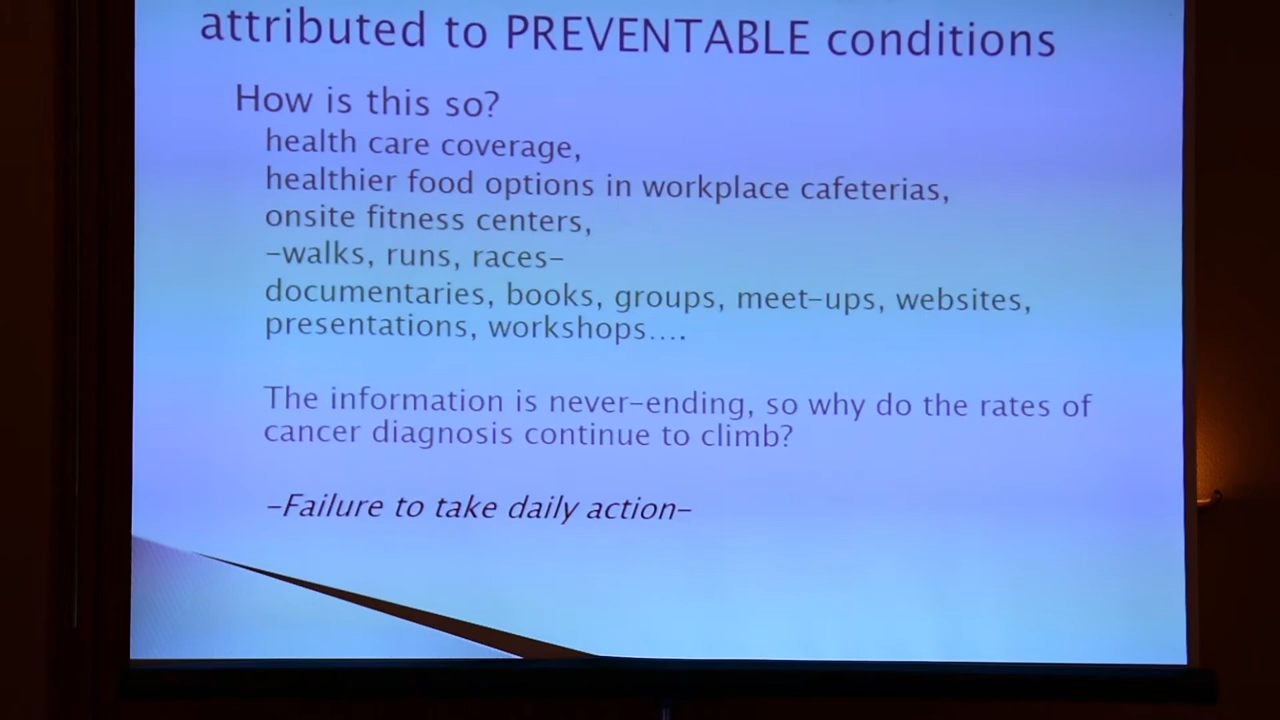 attributed to PREVENTABLE conditions
How is this so?
health care coverage,
healthier food options in workplace cafeterias,
onsite fitness centers,
-walks, runs, races-
documentaries, books, groups, meet-ups, websites,
presentations, workshops....
The information is never-ending, so why do the rates of
cancer diagnosis continue to climb?
-Failure to take daily action-